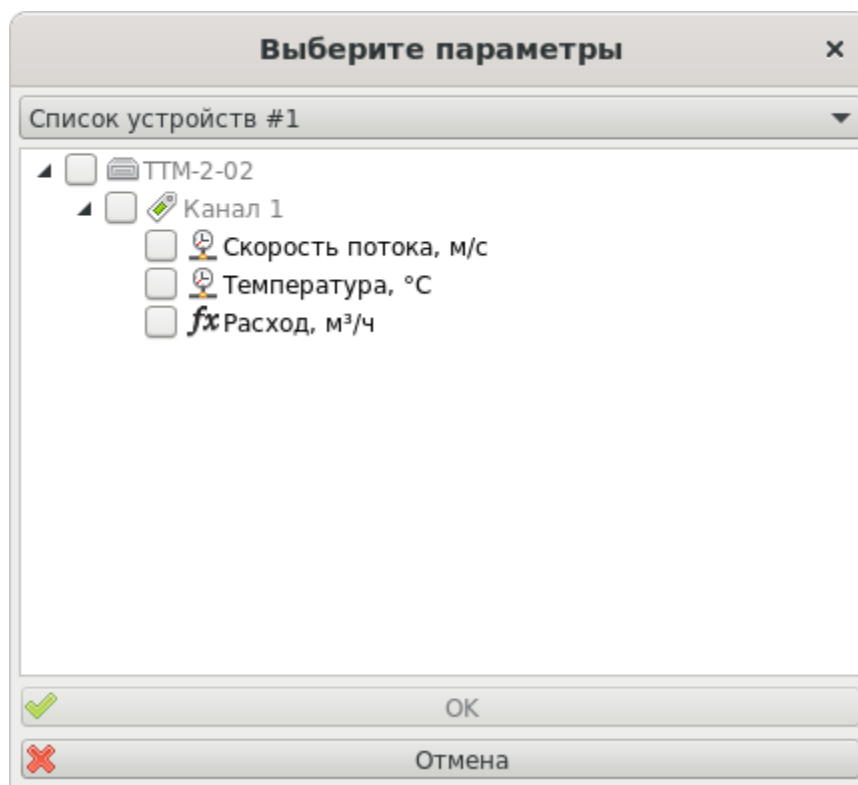 Выберите параметры
Список устройств #1
ТТМ-2-02
Канал 1
Скорость потока, м/с
Температура, °C
fx Расход, м³/ч
OK
Отмена